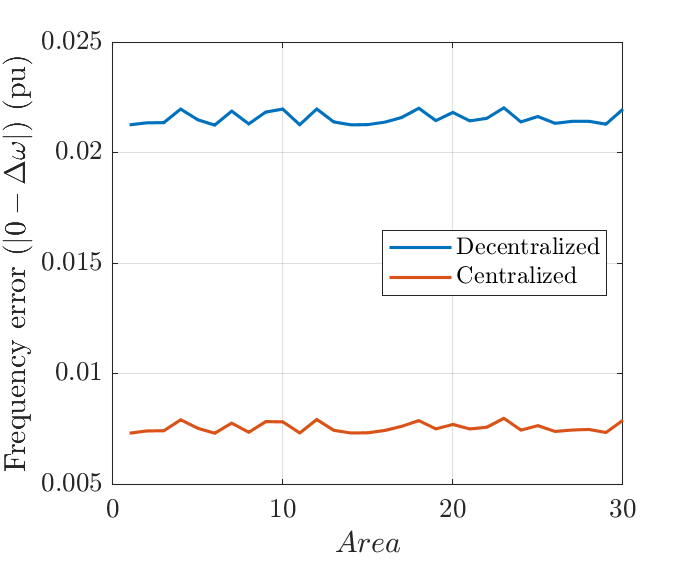 0.025
0.02
0.015
0.01
0.005
0
10
20
30
Frequency error (|0 − Δω|) (pu)
Area
Decentralized
Centralized